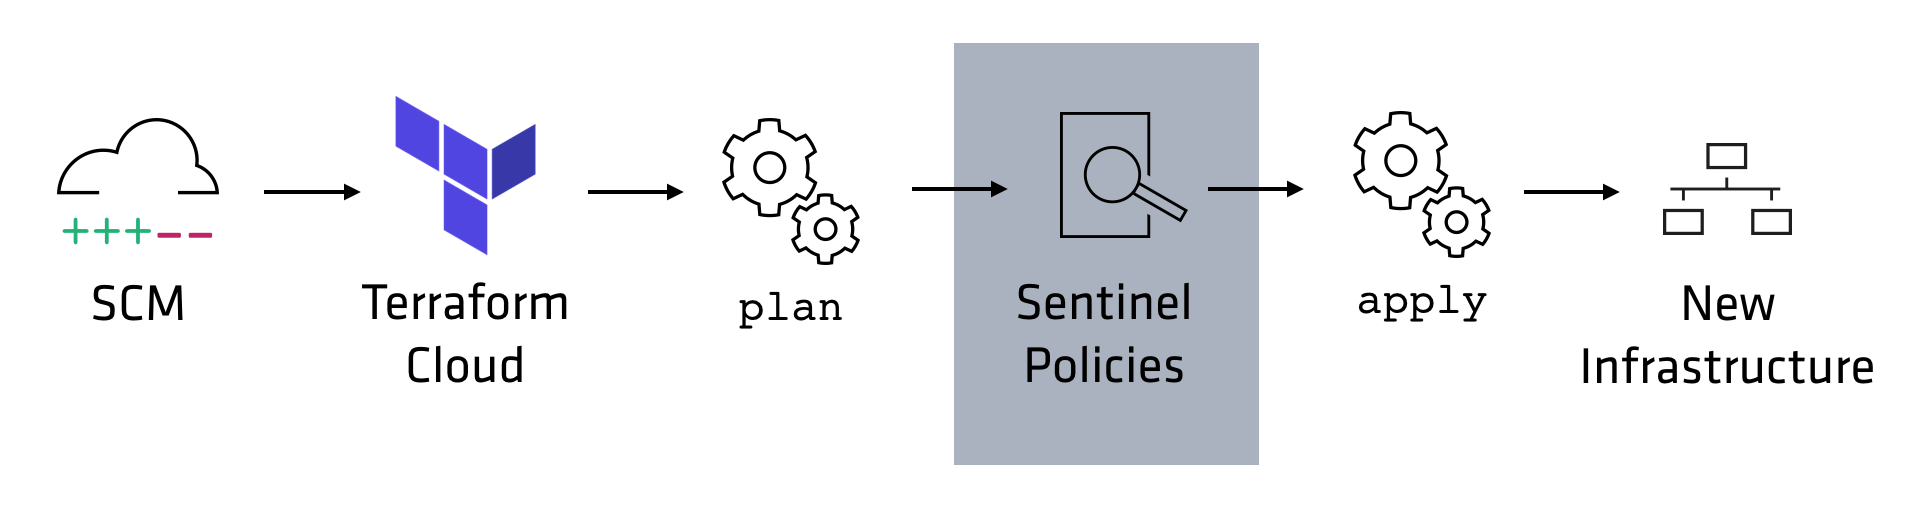 SCM
Terraform
Cloud
plan
Sentinel
Policies
apply
New
Infrastructure